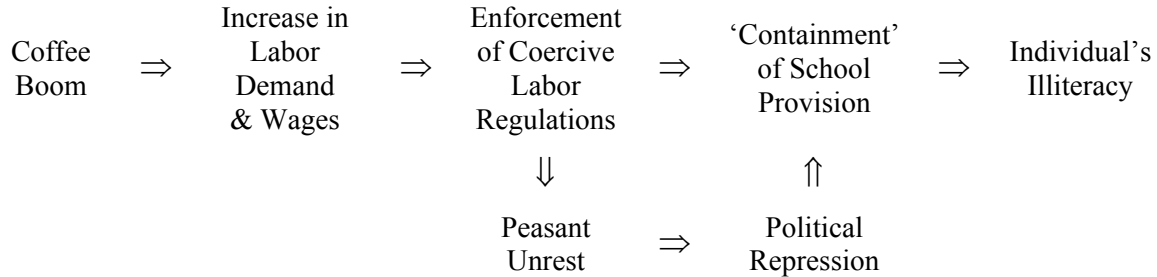 Coffee
Boom
⇒
Increase in
Labor
Demand
& Wages
⇒
Enforcement
of Coercive
Labor
Regulations
⇒
‘Containment’
of School
Provision
⇒
Individual’s
Illiteracy
⇓
⇑
Peasant
Unrest
⇒
Political
Repression